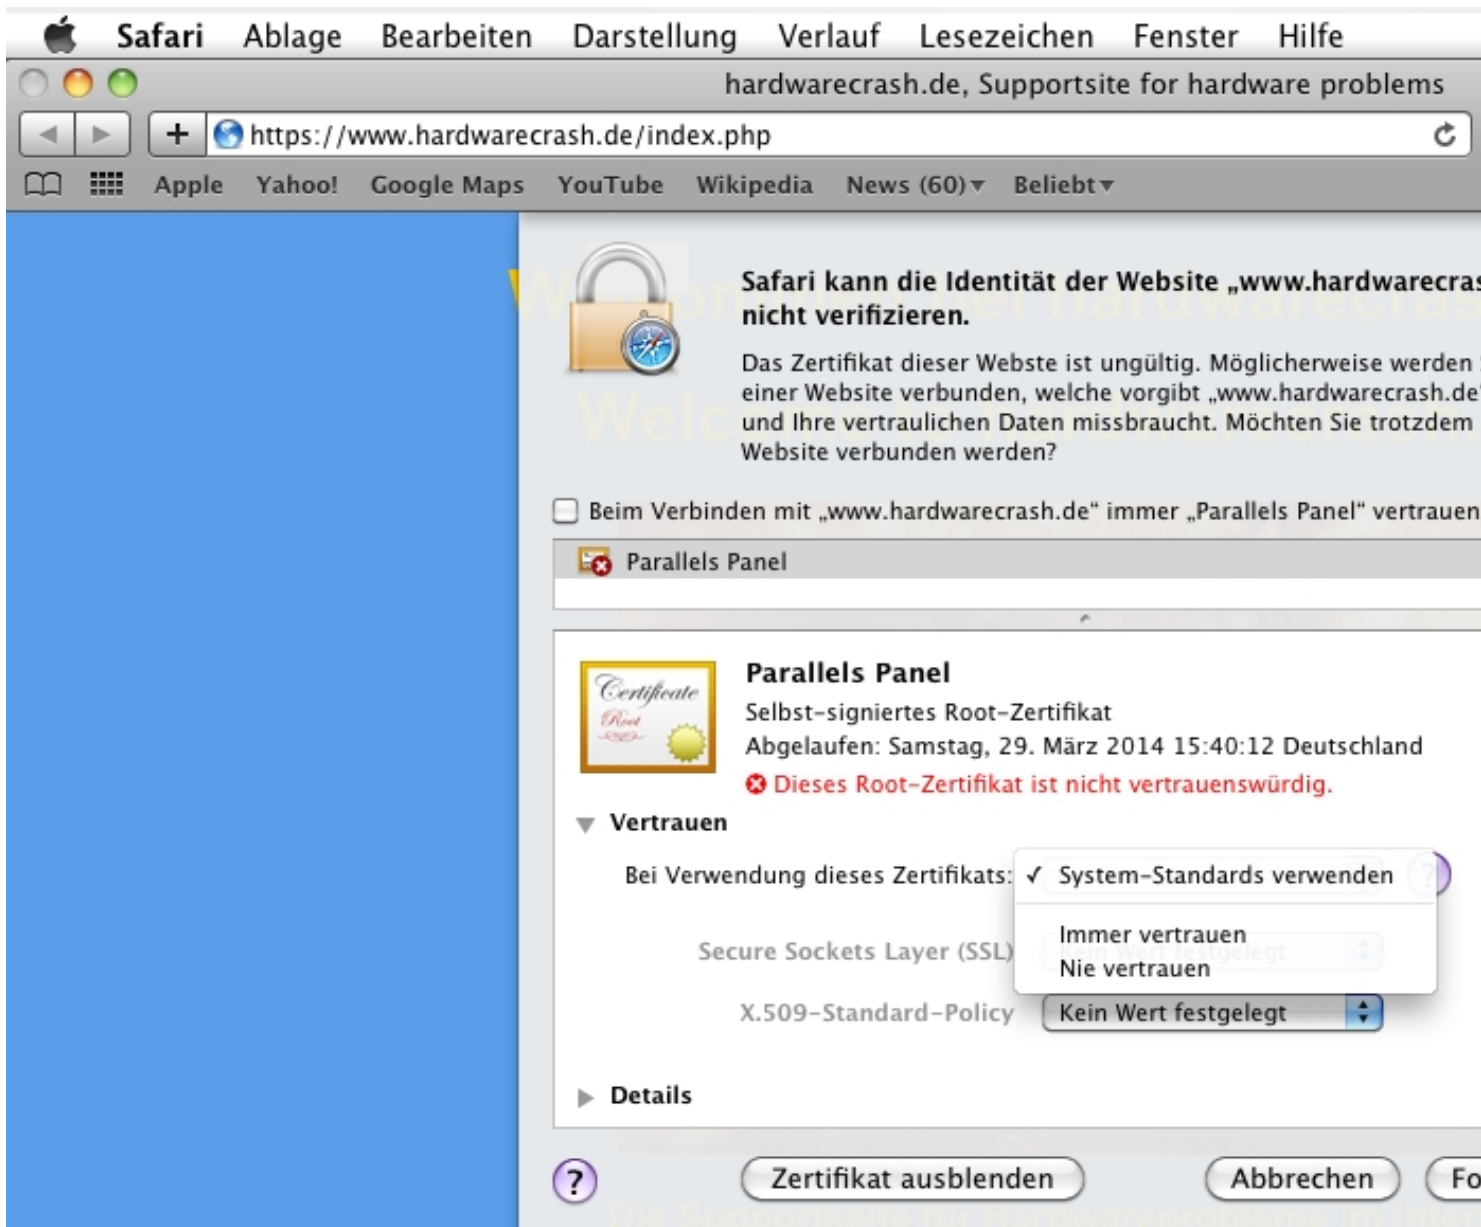 Safari Ablage Bearbeiten Darstellung Verlauf Lesezeichen Fenster Hilfe
hardwarecrash.de, Supportsite for hardware problems
https://www.hardwarecrash.de/index.php
Apple Yahoo! Google Maps YouTube Wikipedia News (60) Beliebt
Safari kann die Identität der Website „www.hardwarecras
nicht verifizieren.
Das Zertifikat dieser Webste ist ungültig. Möglicherweise werden
einer Website verbunden, welche vorgibt „www.hardwarecrash.de“
und Ihre vertraulichen Daten missbraucht. Möchten Sie trotzdem
Website verbunden werden?
Beim Verbinden mit „www.hardwarecrash.de“ immer „Parallels Panel“ vertrauen
Parallels Panel
Certificate
Root
Parallels Panel
Selbst-signiertes Root-Zertifikat
Abgelaufen: Samstag, 29. März 2014 15:40:12 Deutschland
Dieses Root-Zertifikat ist nicht vertrauenswürdig.
Vertrauen
Bei Verwendung dieses Zertifikats: ✓ System-Standards verwenden ?
Immer vertrauen
Secure Sockets Layer (SSL) Kein Wert festgelegt
Nie vertrauen
X.509-Standard-Policy Kein Wert festgelegt
Details
? Zertifikat ausblenden Abbrechen Fo